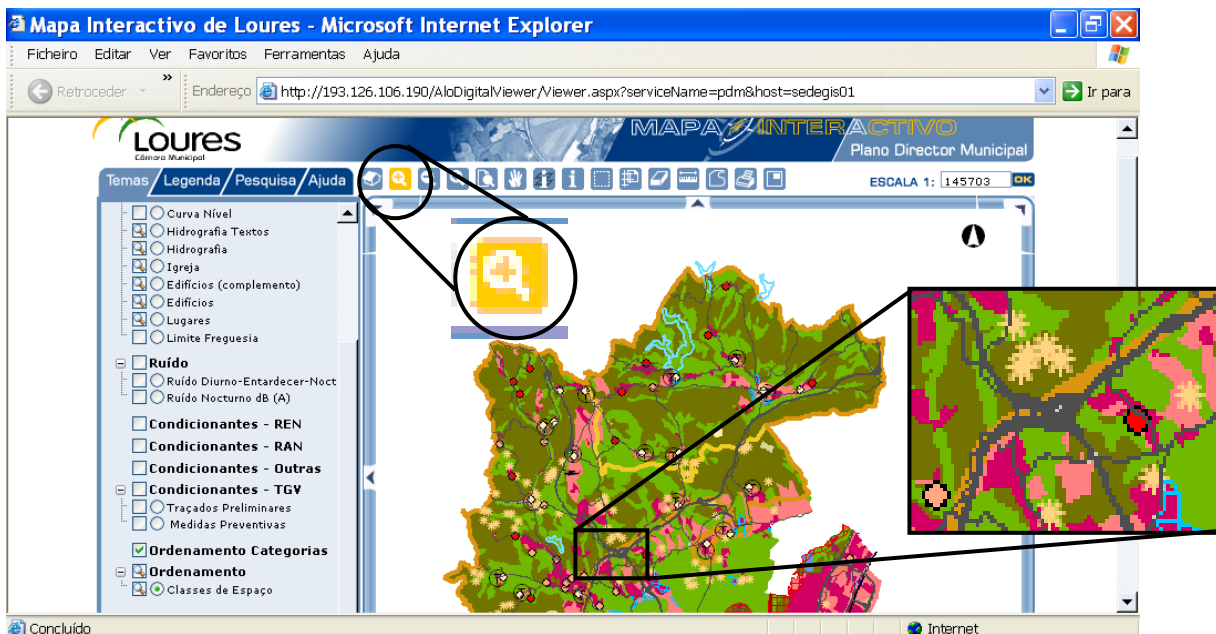 Mapa Interactivo de Loures - Microsoft Internet Explorer
Ficheiro Editar Ver Favoritos Ferramentas Ajuda
Retroceder » Endereço http://193.126.106.190/AloDigitalViewer/Viewer.aspx?serviceName=pdm&host=sedegis01 Ir para
LOURES
Câmara Municipal
MAPA INTERACTIVO
Plano Director Municipal
Temas Legenda Pesquisa Ajuda
ESCALA 1: 145703 OK
Curva Nível
Hidrografia Textos
Hidrografia
Igreja
Edifícios (complemento)
Edifícios
Lugares
Limite Freguesia
Ruído
Ruído Diurno-Entardecer-Noct
Ruído Nocturno dB (A)
Condicionantes - REN
Condicionantes - RAN
Condicionantes - Outras
Condicionantes - TGV
Traçados Preliminares
Medidas Preventivas
Ordenamento Categorias
Ordenamento
Classes de Espaço
Concluído Internet